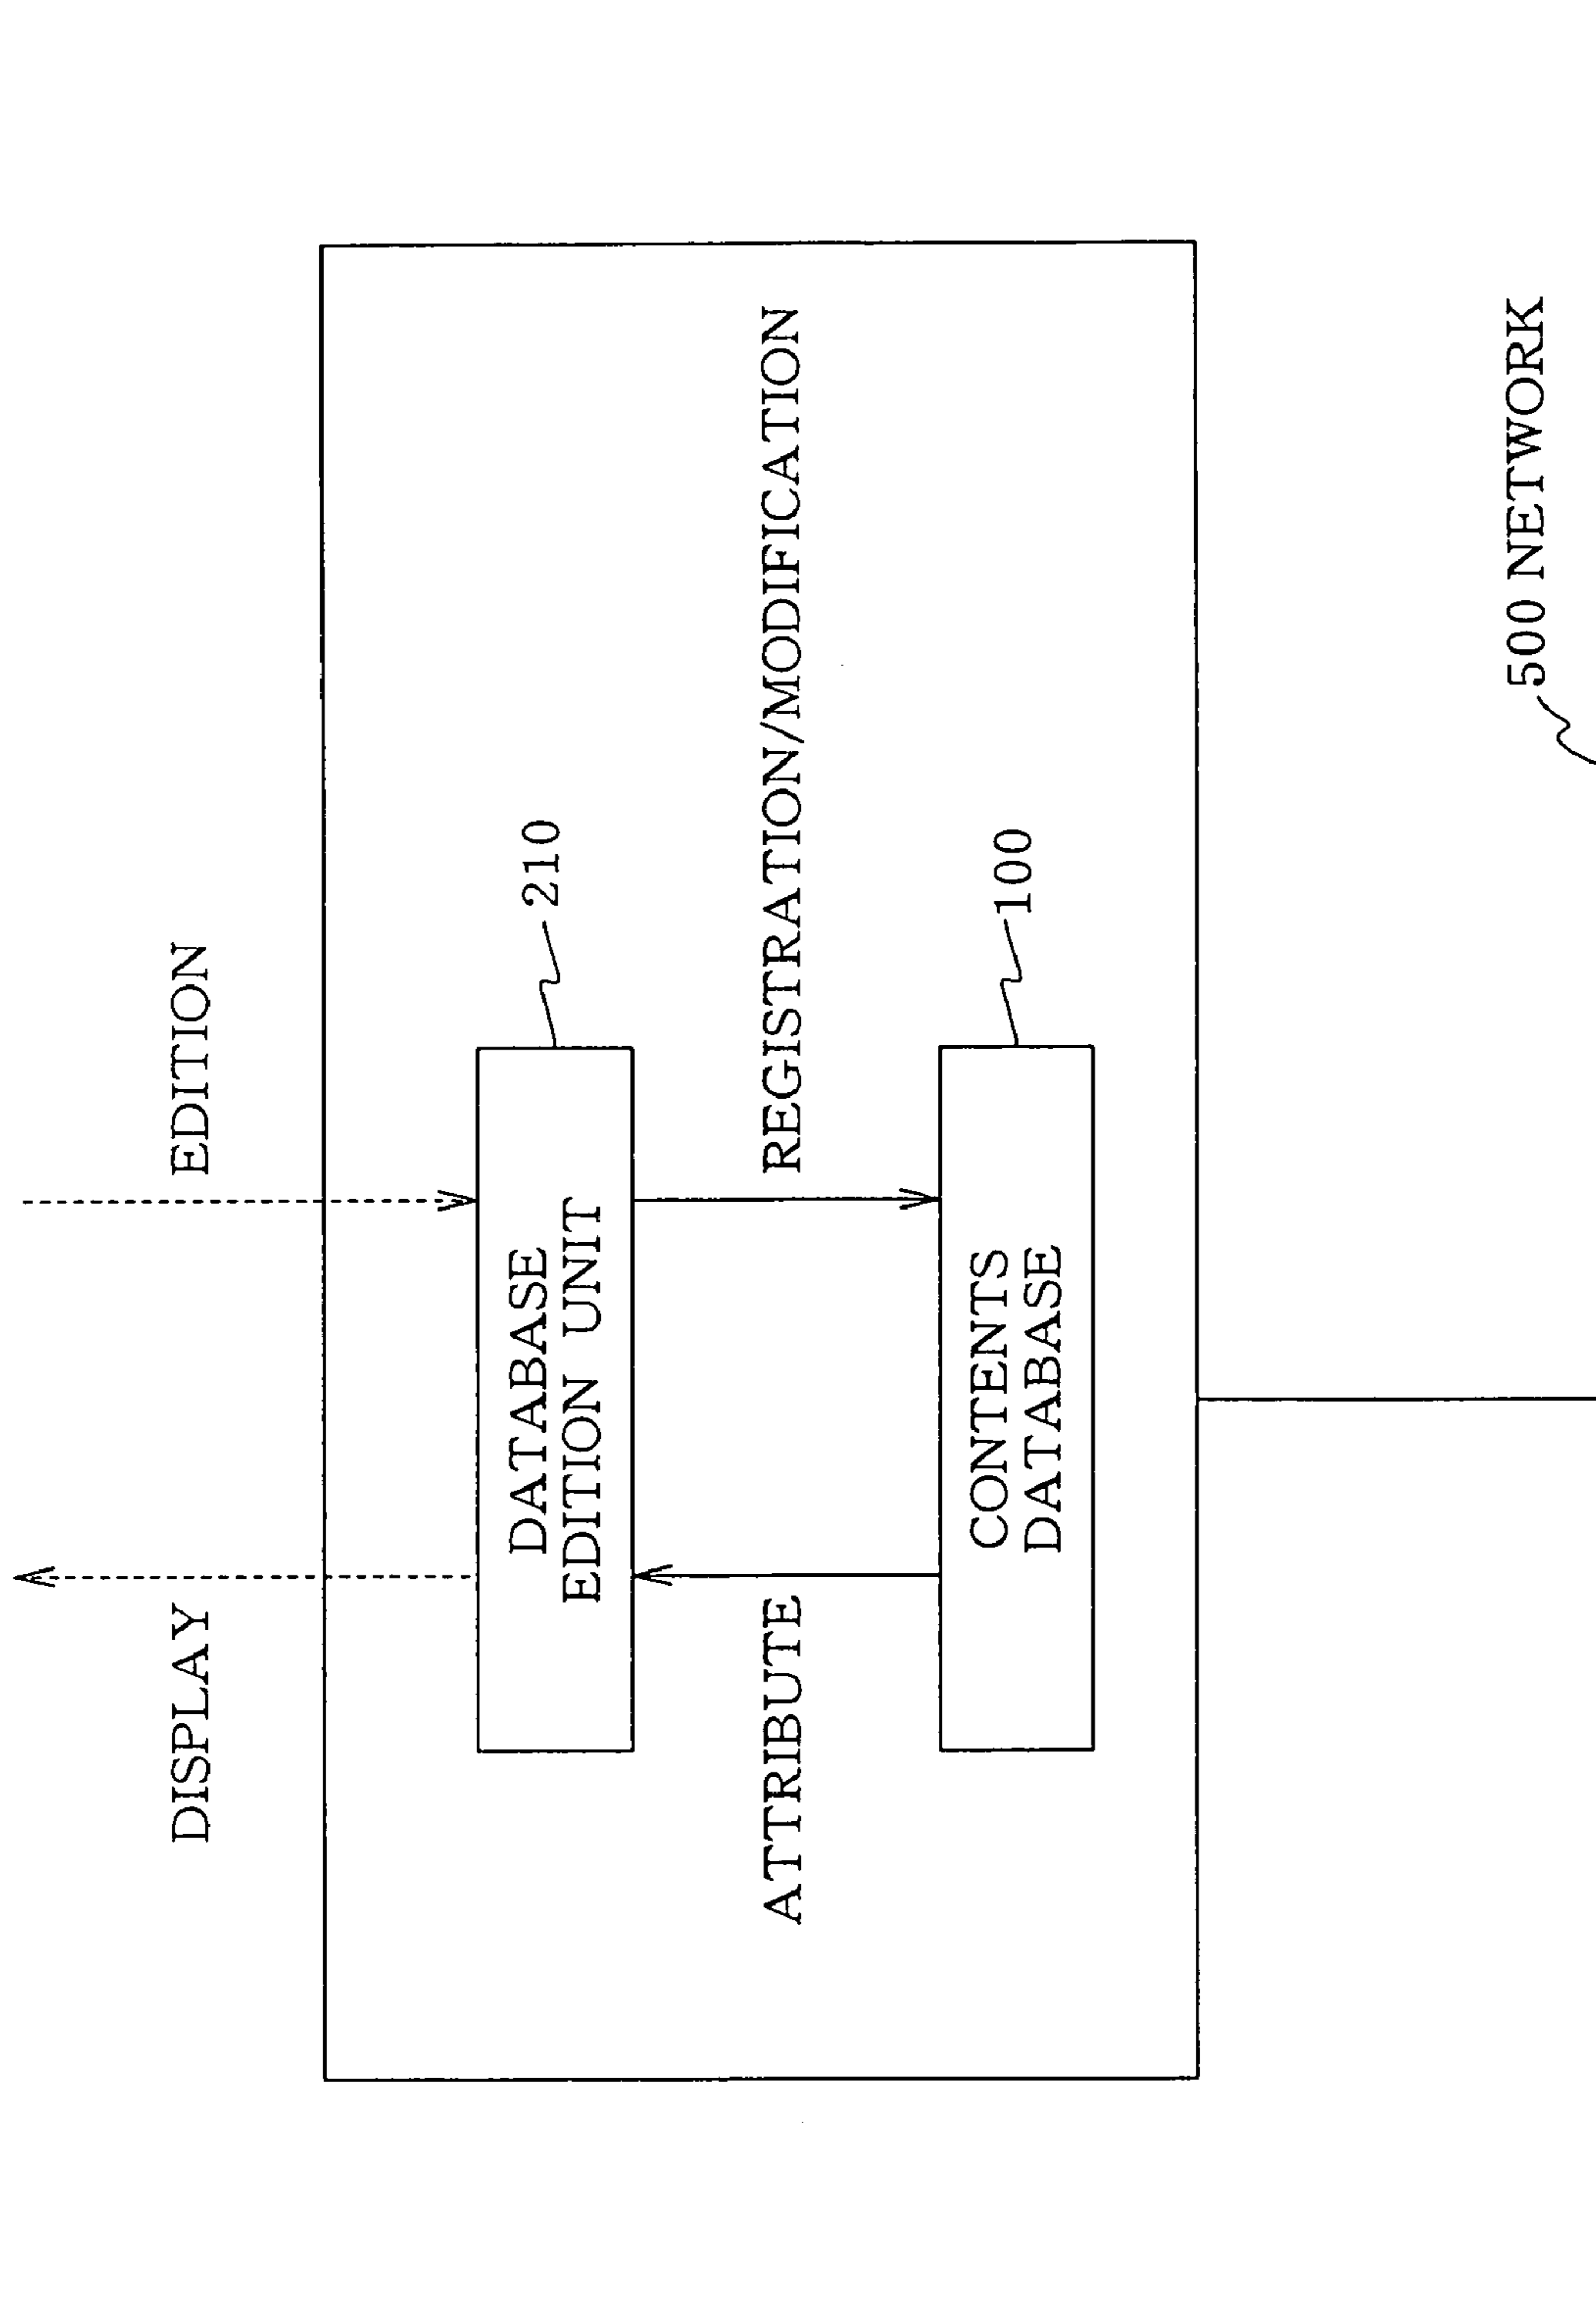 DISPLAY
EDITION
DATABASE
EDITION UNIT
210
ATTRIBUTE
REGISTRATION/MODIFICATION
CONTENTS
DATABASE
100
500 NETWORK